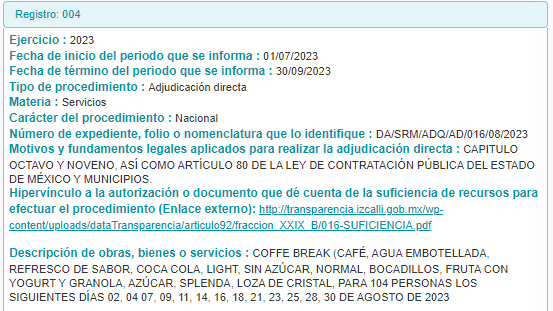 Registro: 004
Ejercicio : 2023
Fecha de inicio del periodo que se informa : 01/07/2023
Fecha de término del periodo que se informa : 30/09/2023
Tipo de procedimiento : Adjudicación directa
Materia : Servicios
Carácter del procedimiento : Nacional
Número de expediente, folio o nomenclatura que lo identifique : DA/SRM/ADQ/AD/016/08/2023
Motivos y fundamentos legales aplicados para realizar la adjudicación directa : CAPITULO
OCTAVO Y NOVENO, ASÍ COMO ARTÍCULO 80 DE LA LEY DE CONTRATACIÓN PÚBLICA DEL ESTADO
DE MÉXICO Y MUNICIPIOS.
Hipervínculo a la autorización o documento que dé cuenta de la suficiencia de recursos para
efectuar el procedimiento (Enlace externo): http://transparencia.izcalli.gob.mx/wp-
content/uploads/dataTransparencia/articulo92/fraccion_XXIX_B/016-SUFICIENCIA.pdf
Descripción de obras, bienes o servicios : COFFE BREAK (CAFÉ, AGUA EMBOTELLADA,
REFRESCO DE SABOR, COCA COLA, LIGHT, SIN AZÚCAR, NORMAL, BOCADILLOS, FRUTA CON
YOGURT Y GRANOLA, AZÚCAR, SPLENDA, LOZA DE CRISTAL, PARA 104 PERSONAS LOS
SIGUIENTES DÍAS 02, 04 07, 09, 11, 14, 16, 18, 21, 23, 25, 28, 30 DE AGOSTO DE 2023